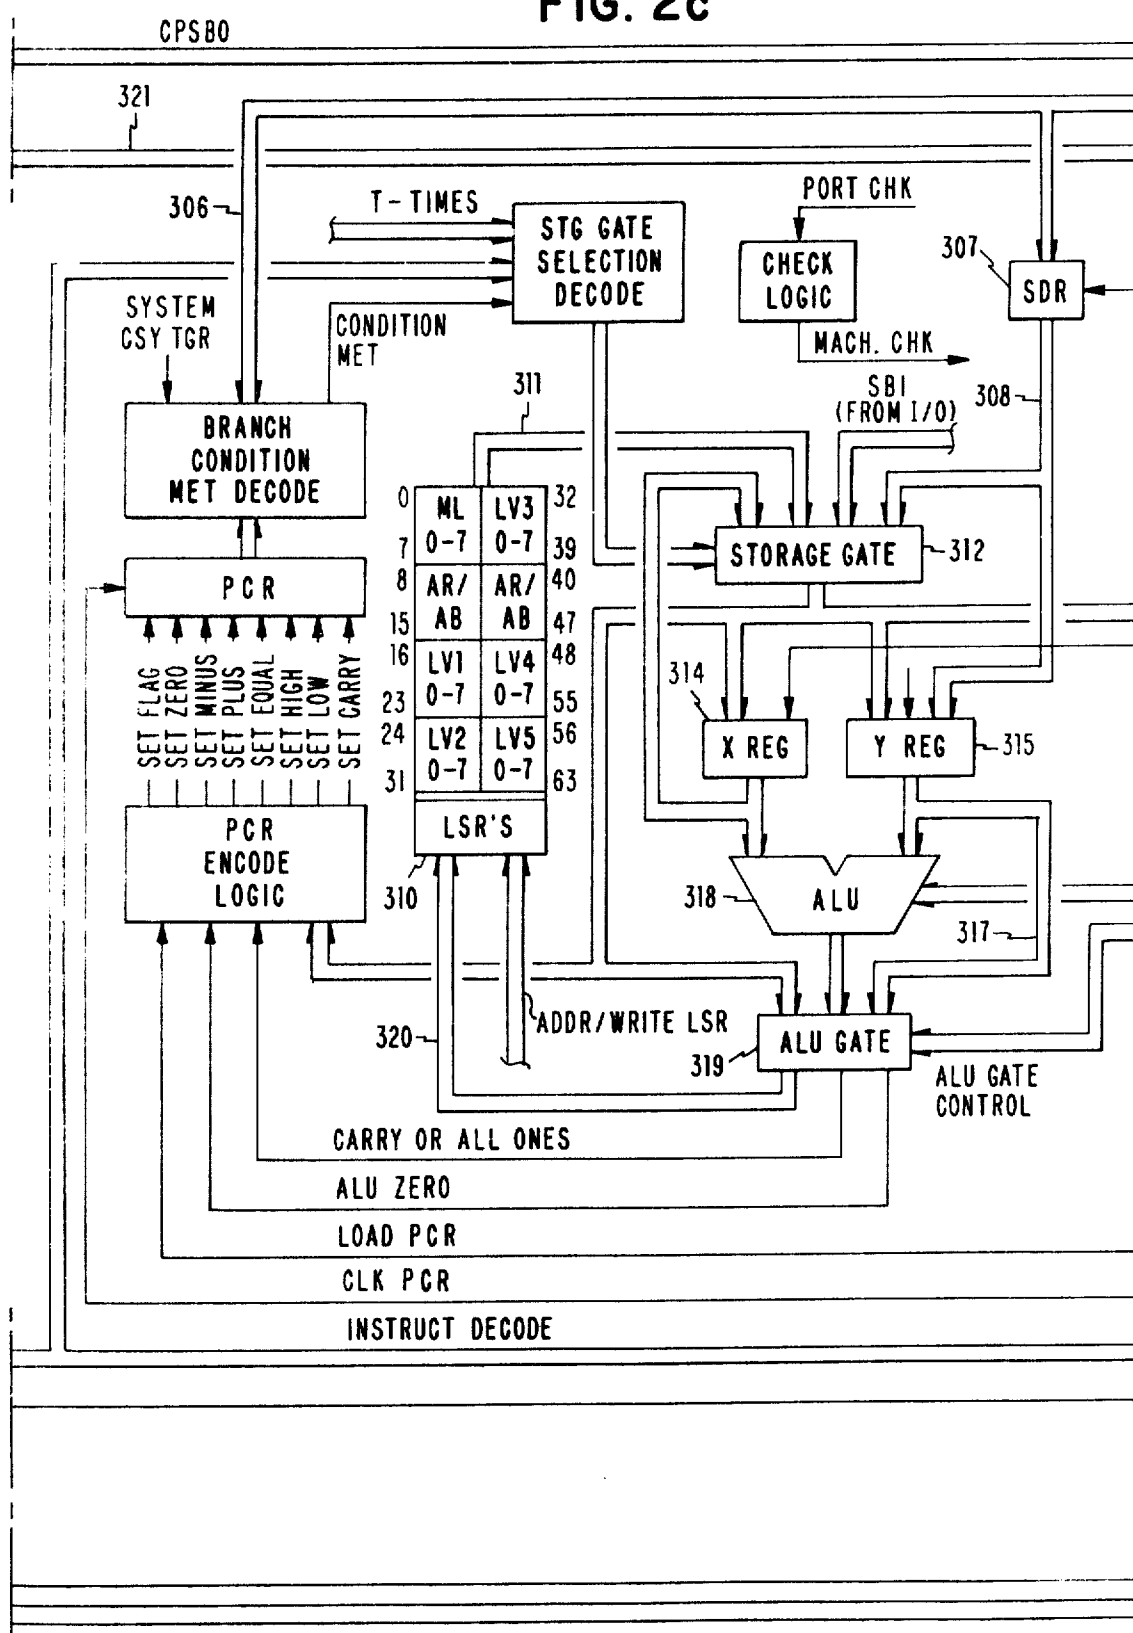 FIG. 2c
CPSBO
321
306
T-TIMES
STG GATE
SELECTION
DECODE
PORT CHK
CHECK
LOGIC
MACH. CHK
307
SDR
SYSTEM
CSY TGR
CONDITION
MET
SBI
(FROM I/O)
308
311
BRANCH
CONDITION
MET DECODE
0
ML
0-7
7
LV3
0-7
32
39
8
AR/
AB
15
AR/
AB
40
47
16
LV1
0-7
23
LV4
0-7
48
55
24
LV2
0-7
31
LV5
0-7
56
63
LSR'S
310
STORAGE GATE
312
PCR
SET FLAG
SET ZERO
SET MINUS
SET PLUS
SET EQUAL
SET HIGH
SET LOW
SET CARRY
PCR
ENCODE
LOGIC
314
X REG
Y REG
315
318
ALU
317
320
ADDR/WRITE LSR
319
ALU GATE
ALU GATE
CONTROL
CARRY OR ALL ONES
ALU ZERO
LOAD PCR
CLK PCR
INSTRUCT DECODE